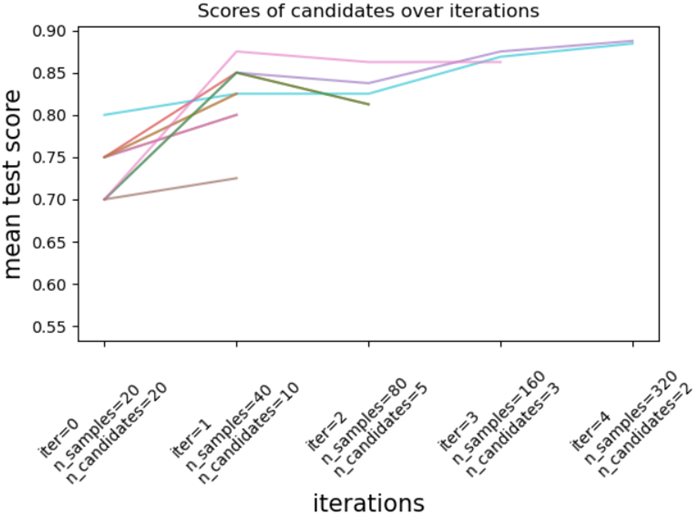 Scores of candidates over iterations
mean test score
0.90
0.85
0.80
0.75
0.70
0.65
0.60
0.55
iter=0
n_samples=20
n_candidates=20
iter=1
n_samples=40
n_candidates=10
iter=2
n_samples=80
n_candidates=5
iter=3
n_samples=160
n_candidates=3
iter=4
n_samples=320
n_candidates=2
iterations